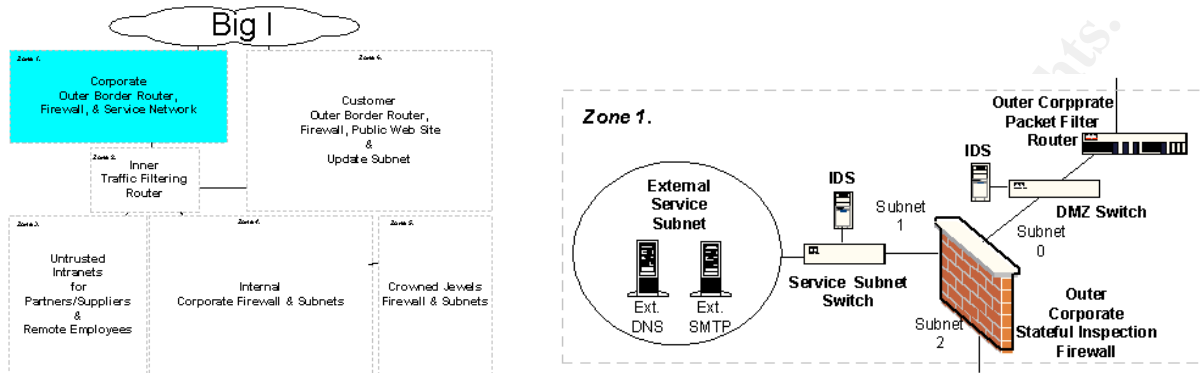 Big I
Zone 1.
Corporate
Outer Border Router,
Firewall, & Service Network
Customer
Outer Border Router,
Firewall, Public Web Site
&
Update Subnet
Zone 2.
Inner
Traffic Filtering
Router
Zone 3.
Untrusted
Intranets
for
Partners/Suppliers
&
Remote Employees
Internal
Corporate Firewall & Subnets
Zone 5.
Crowned Jewels
Firewall & Subnets
ghts.
Zone 1.
Outer Corpprate
Packet Filter
Router
IDS
DMZ Switch
Subnet
0
IDS
Subnet
1
External
Service
Subnet
Ext.
DNS
Ext.
SMTP
Service Subnet
Switch
Subnet
2
Outer
Corporate
Stateful Inspection
Firewall